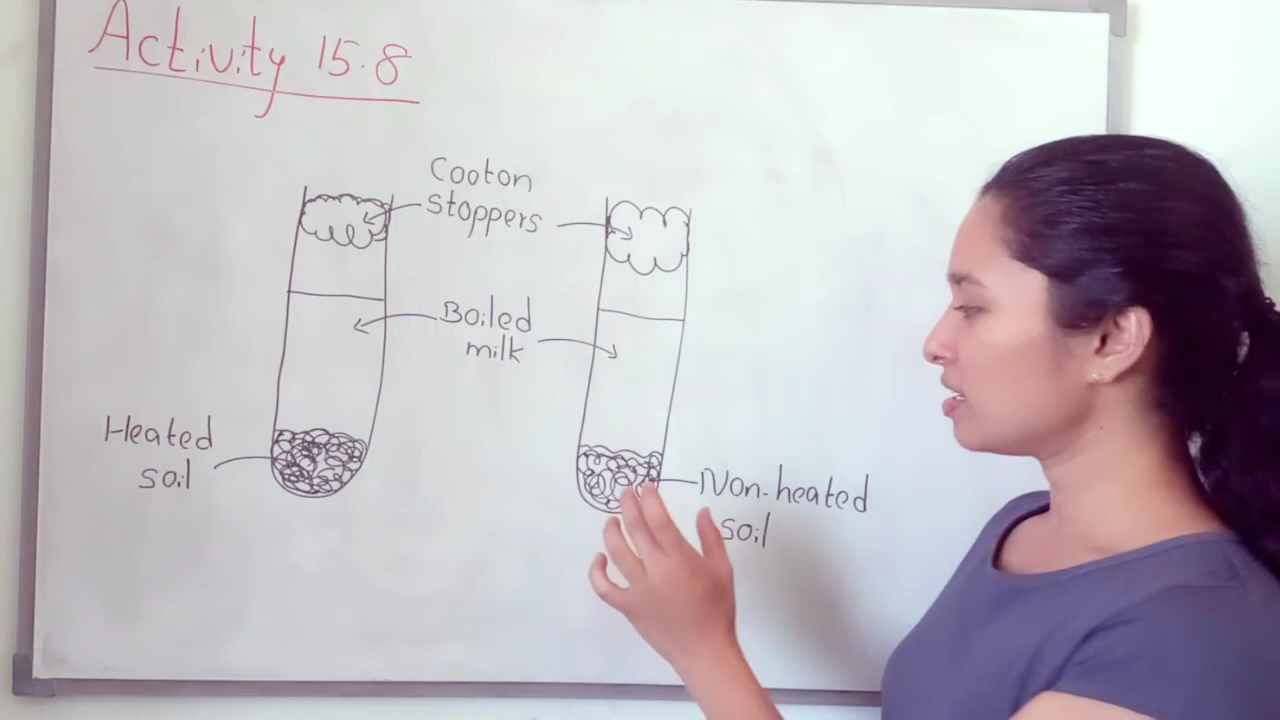 Activity 15.8
Cooton
stoppers
Boiled
milk
Heated
soil
Non-heated
soil